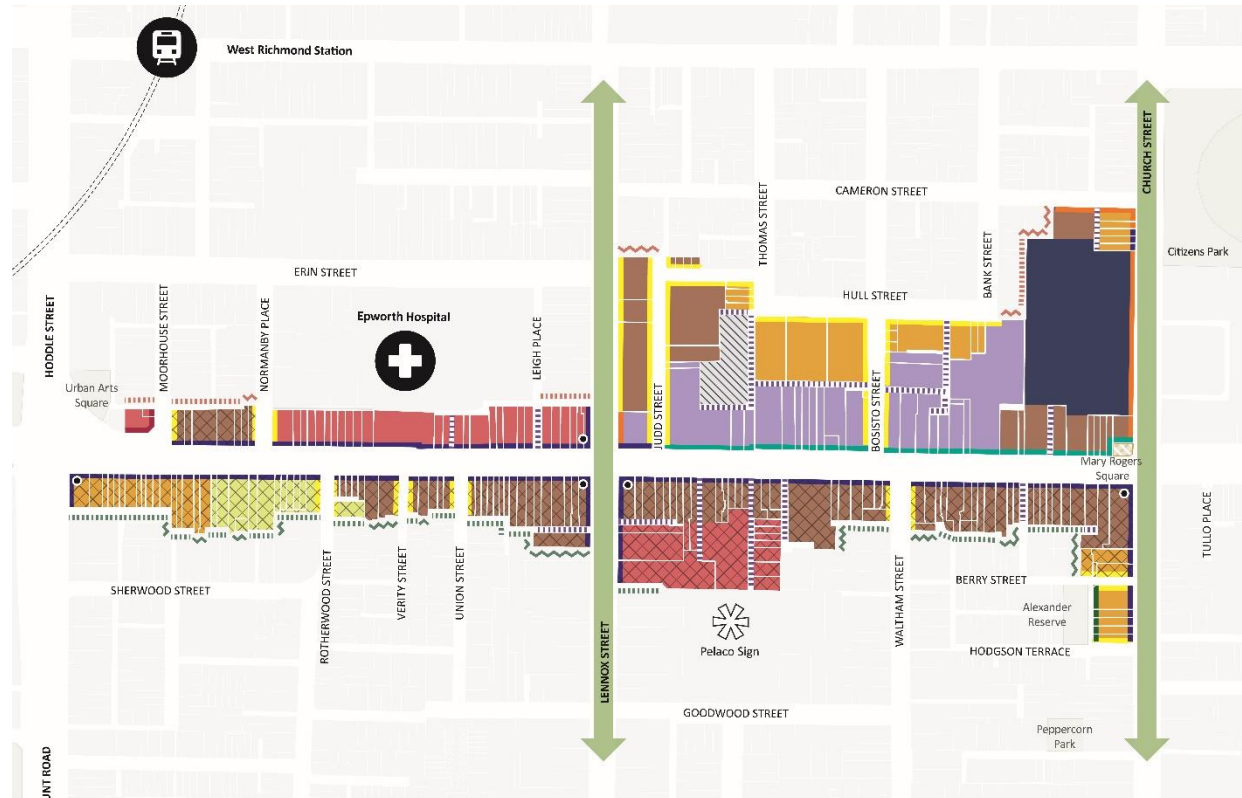 West Richmond Station
CHURCH STREET
CAMERON STREET
THOMAS STREET
Citizens Park
ERIN STREET
BANK STREET
HULL STREET
HODDLE STREET
MOORHOUSE STREET
NORMANBY PLACE
Epworth Hospital
LEIGH PLACE
Urban Arts
Square
JUDD STREET
BOSISTO STREET
Mary Rogers
Square
TULLO PLACE
SHERWOOD STREET
ROTHERWOOD STREET
VERITY STREET
UNION STREET
LENNOX STREET
WALTHAM STREET
BERRY STREET
Alexander
Reserve
Pelaco Sign
HODGSON TERRACE
GOODWOOD STREET
Peppercorn
Park
UNT ROAD